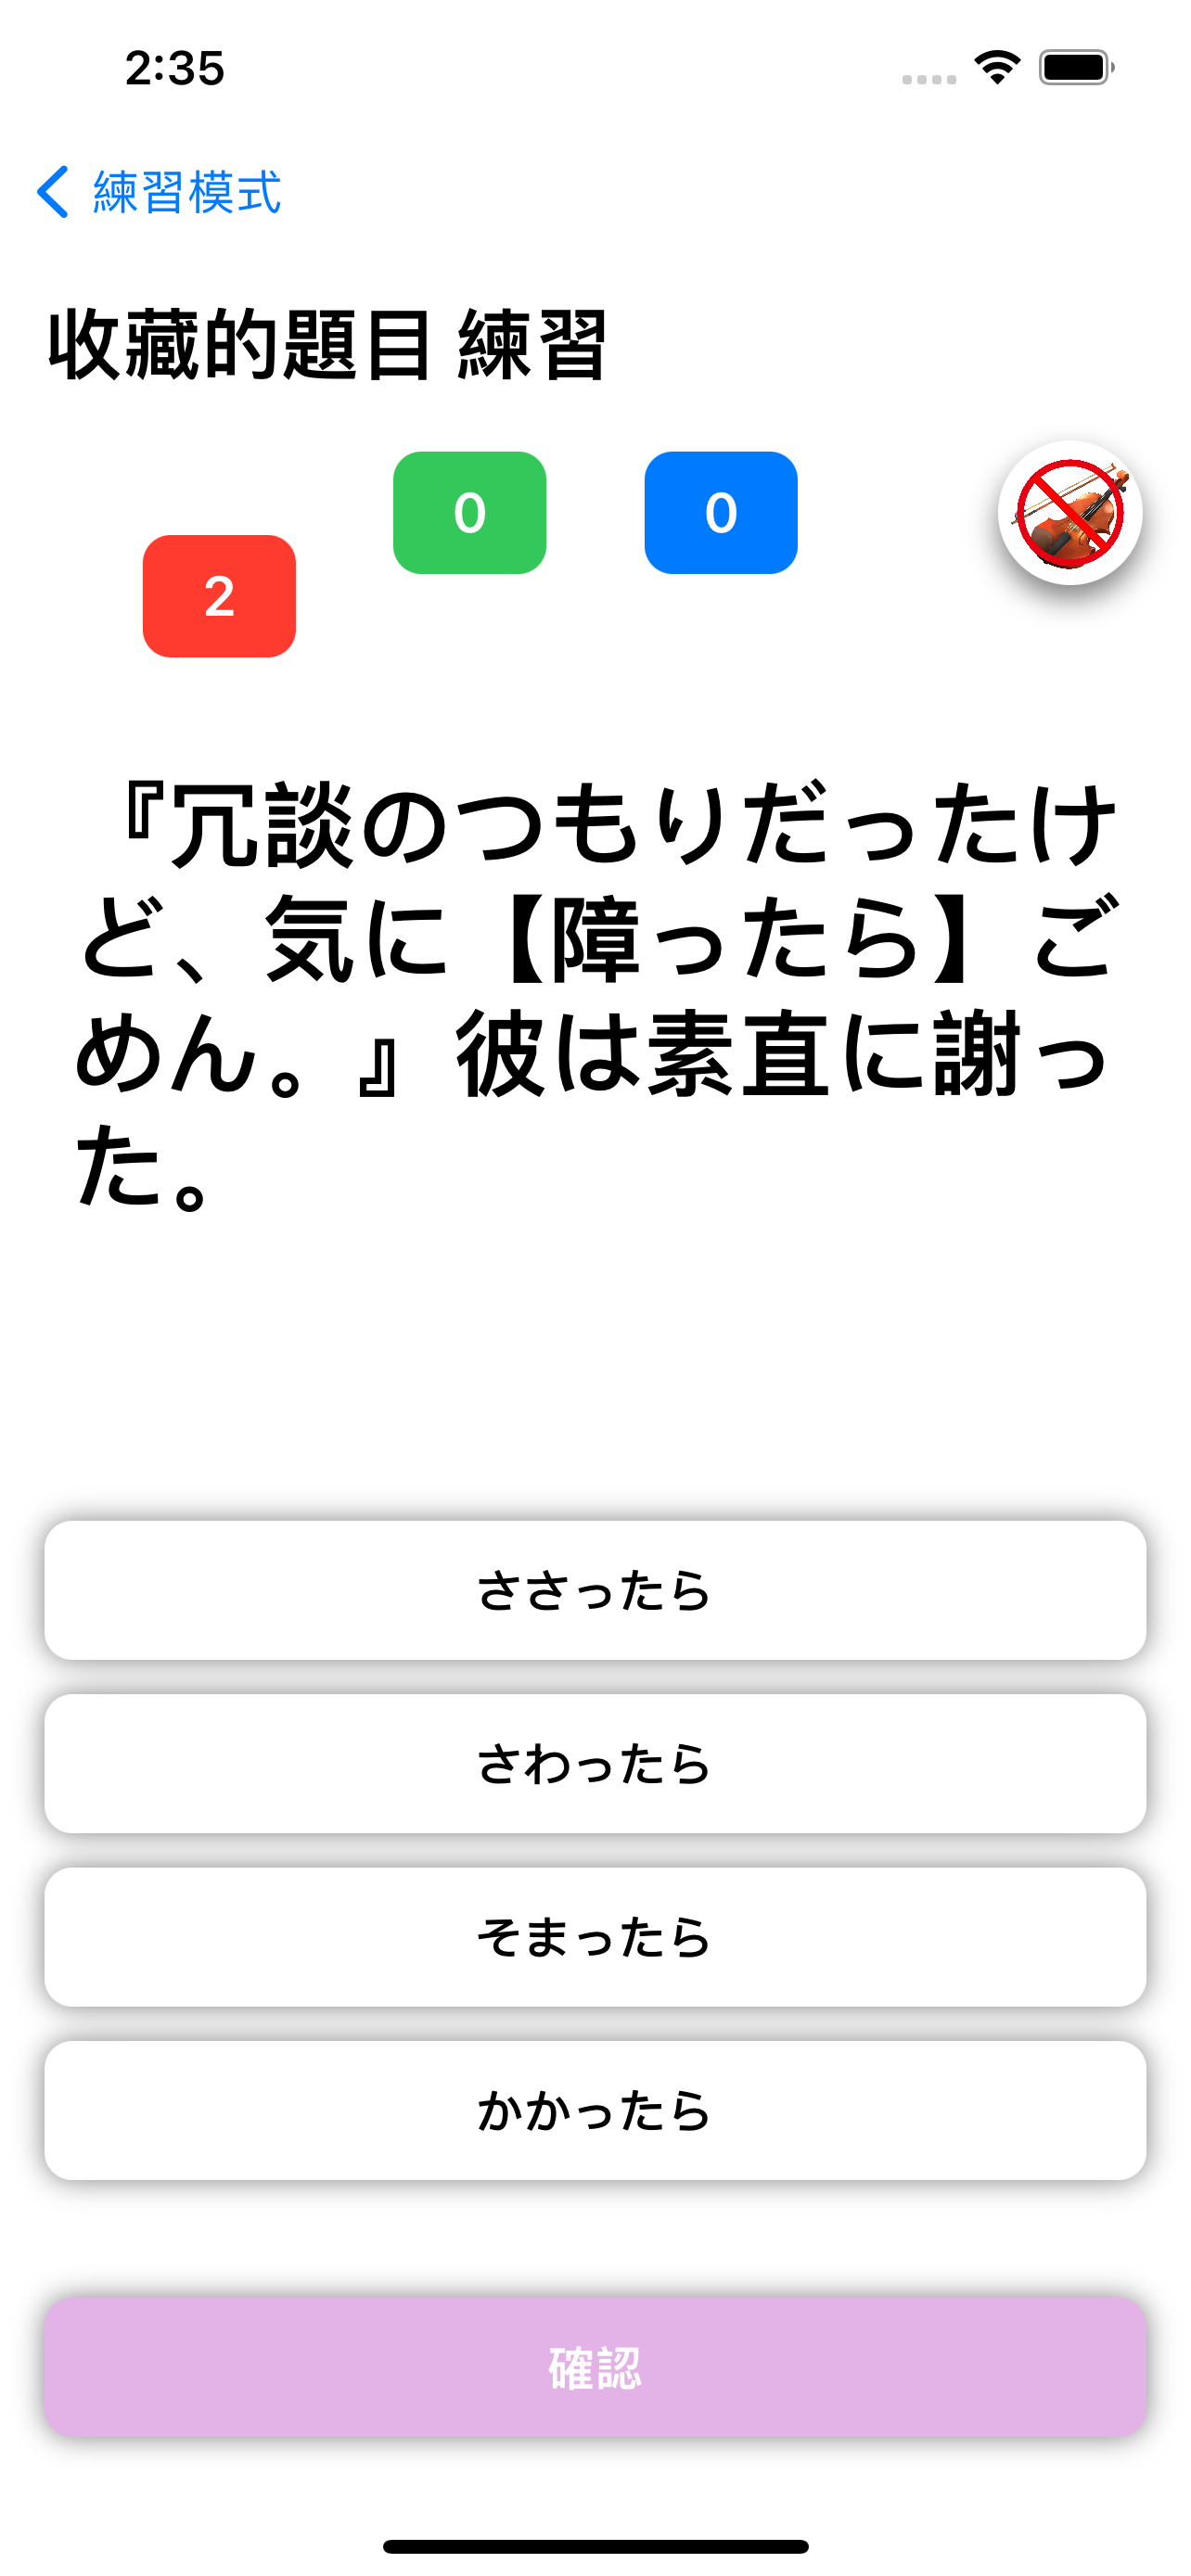 2:35
練習模式
收藏的題目 練習
0
0
2
『冗談のつもりだったけ
ど、気に【障ったら】ご
めん。』彼は素直に謝っ
た。
ささったら
さわったら
そまったら
かかったら
確認